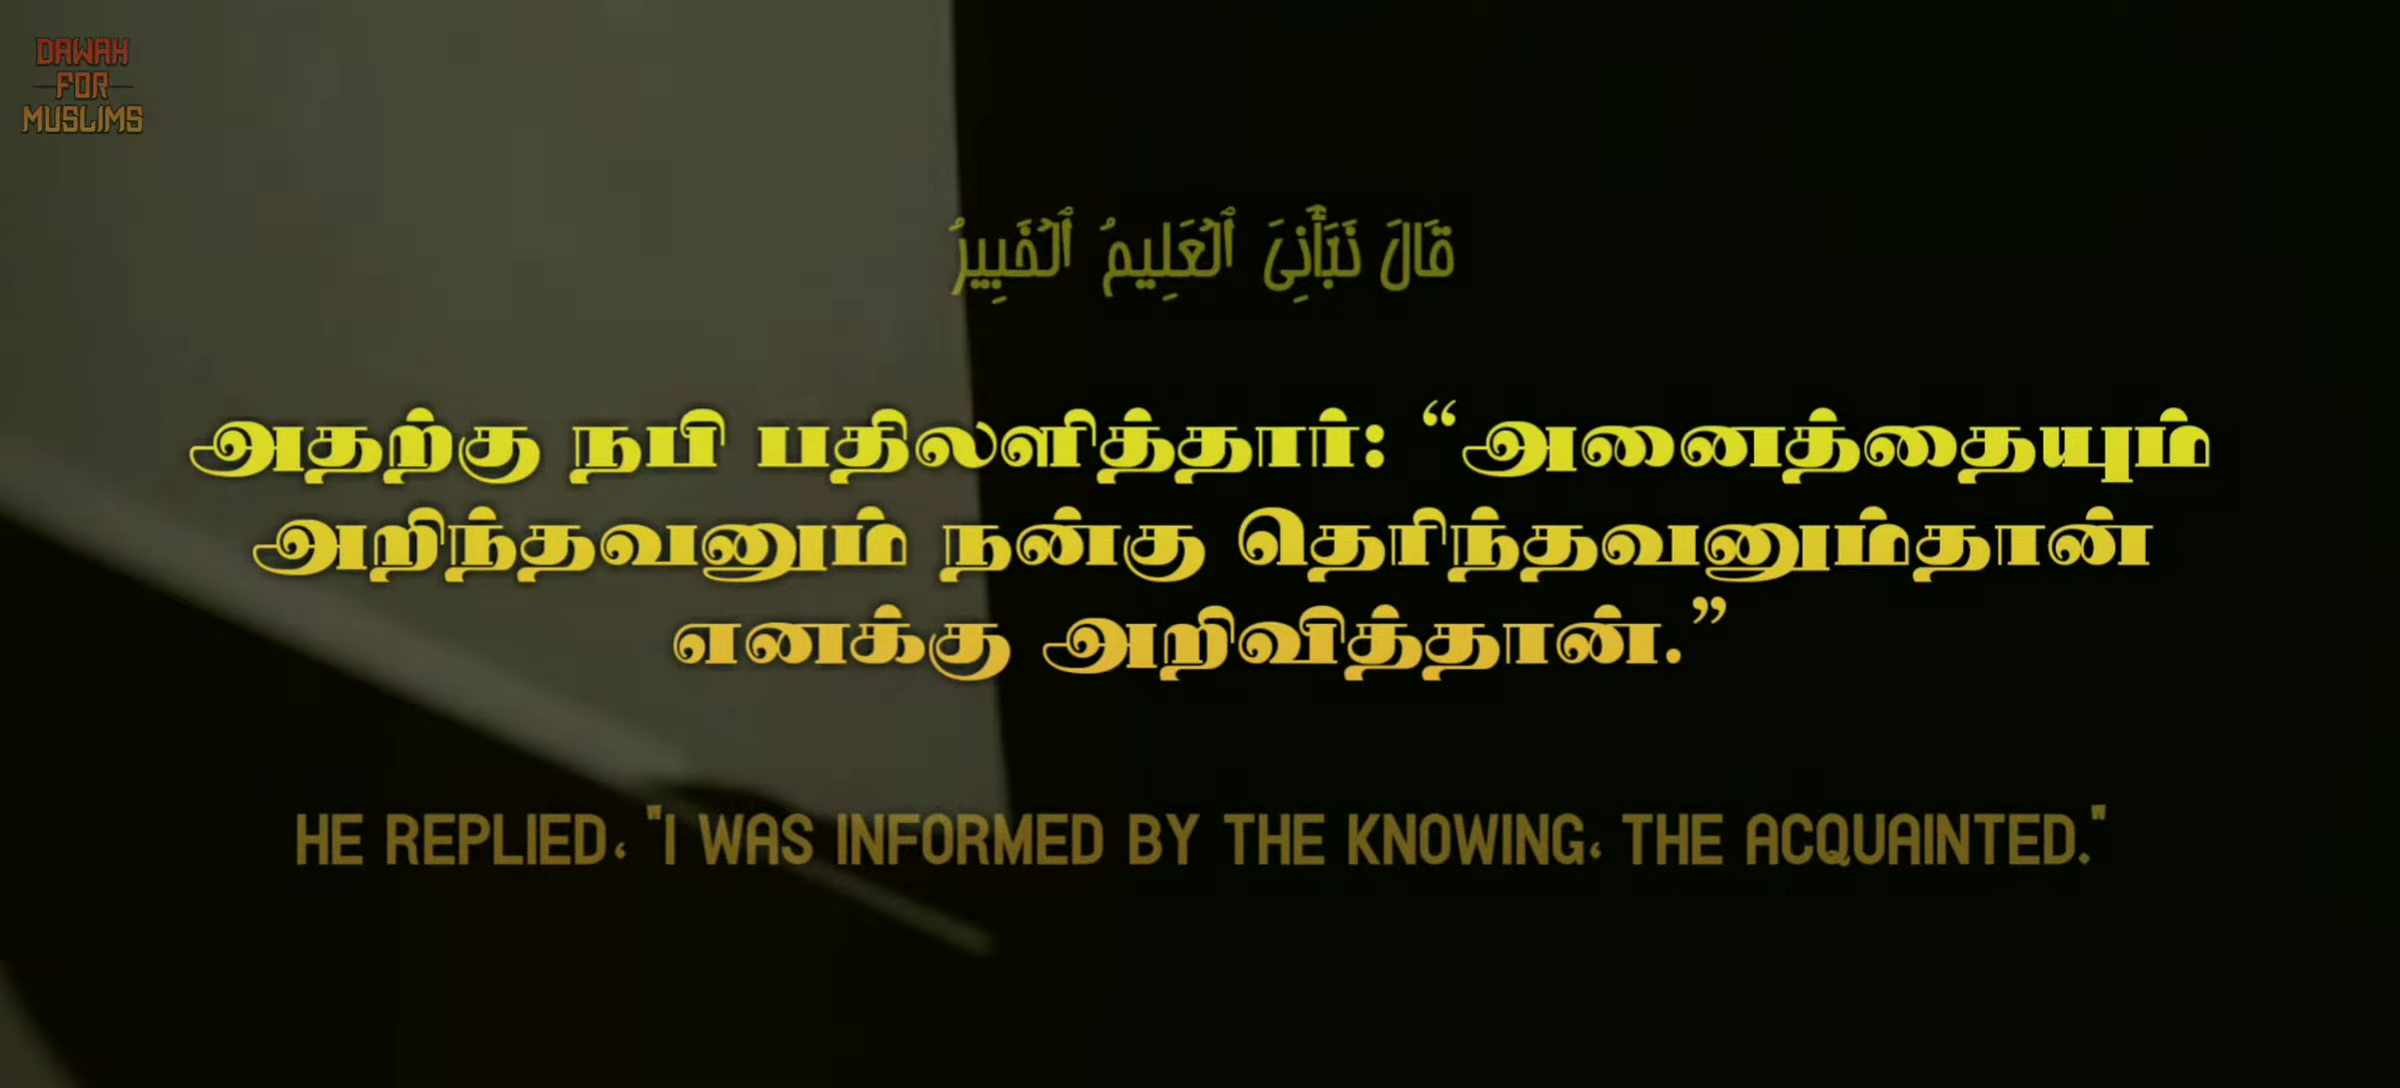 DAWAH
FOR
MUSLIMS
قَالَ نَبَّأَنِىَ ٱلْعَلِيمُ ٱلْخَبِيرُ
அதற்கு நபி பதிலளித்தார்: “அனைத்தையும்
அறிந்தவனும் நன்கு தெரிந்தவனும்தான்
எனக்கு அறிவித்தான்.”
HE REPLIED, "I WAS INFORMED BY THE KNOWING, THE ACQUAINTED."